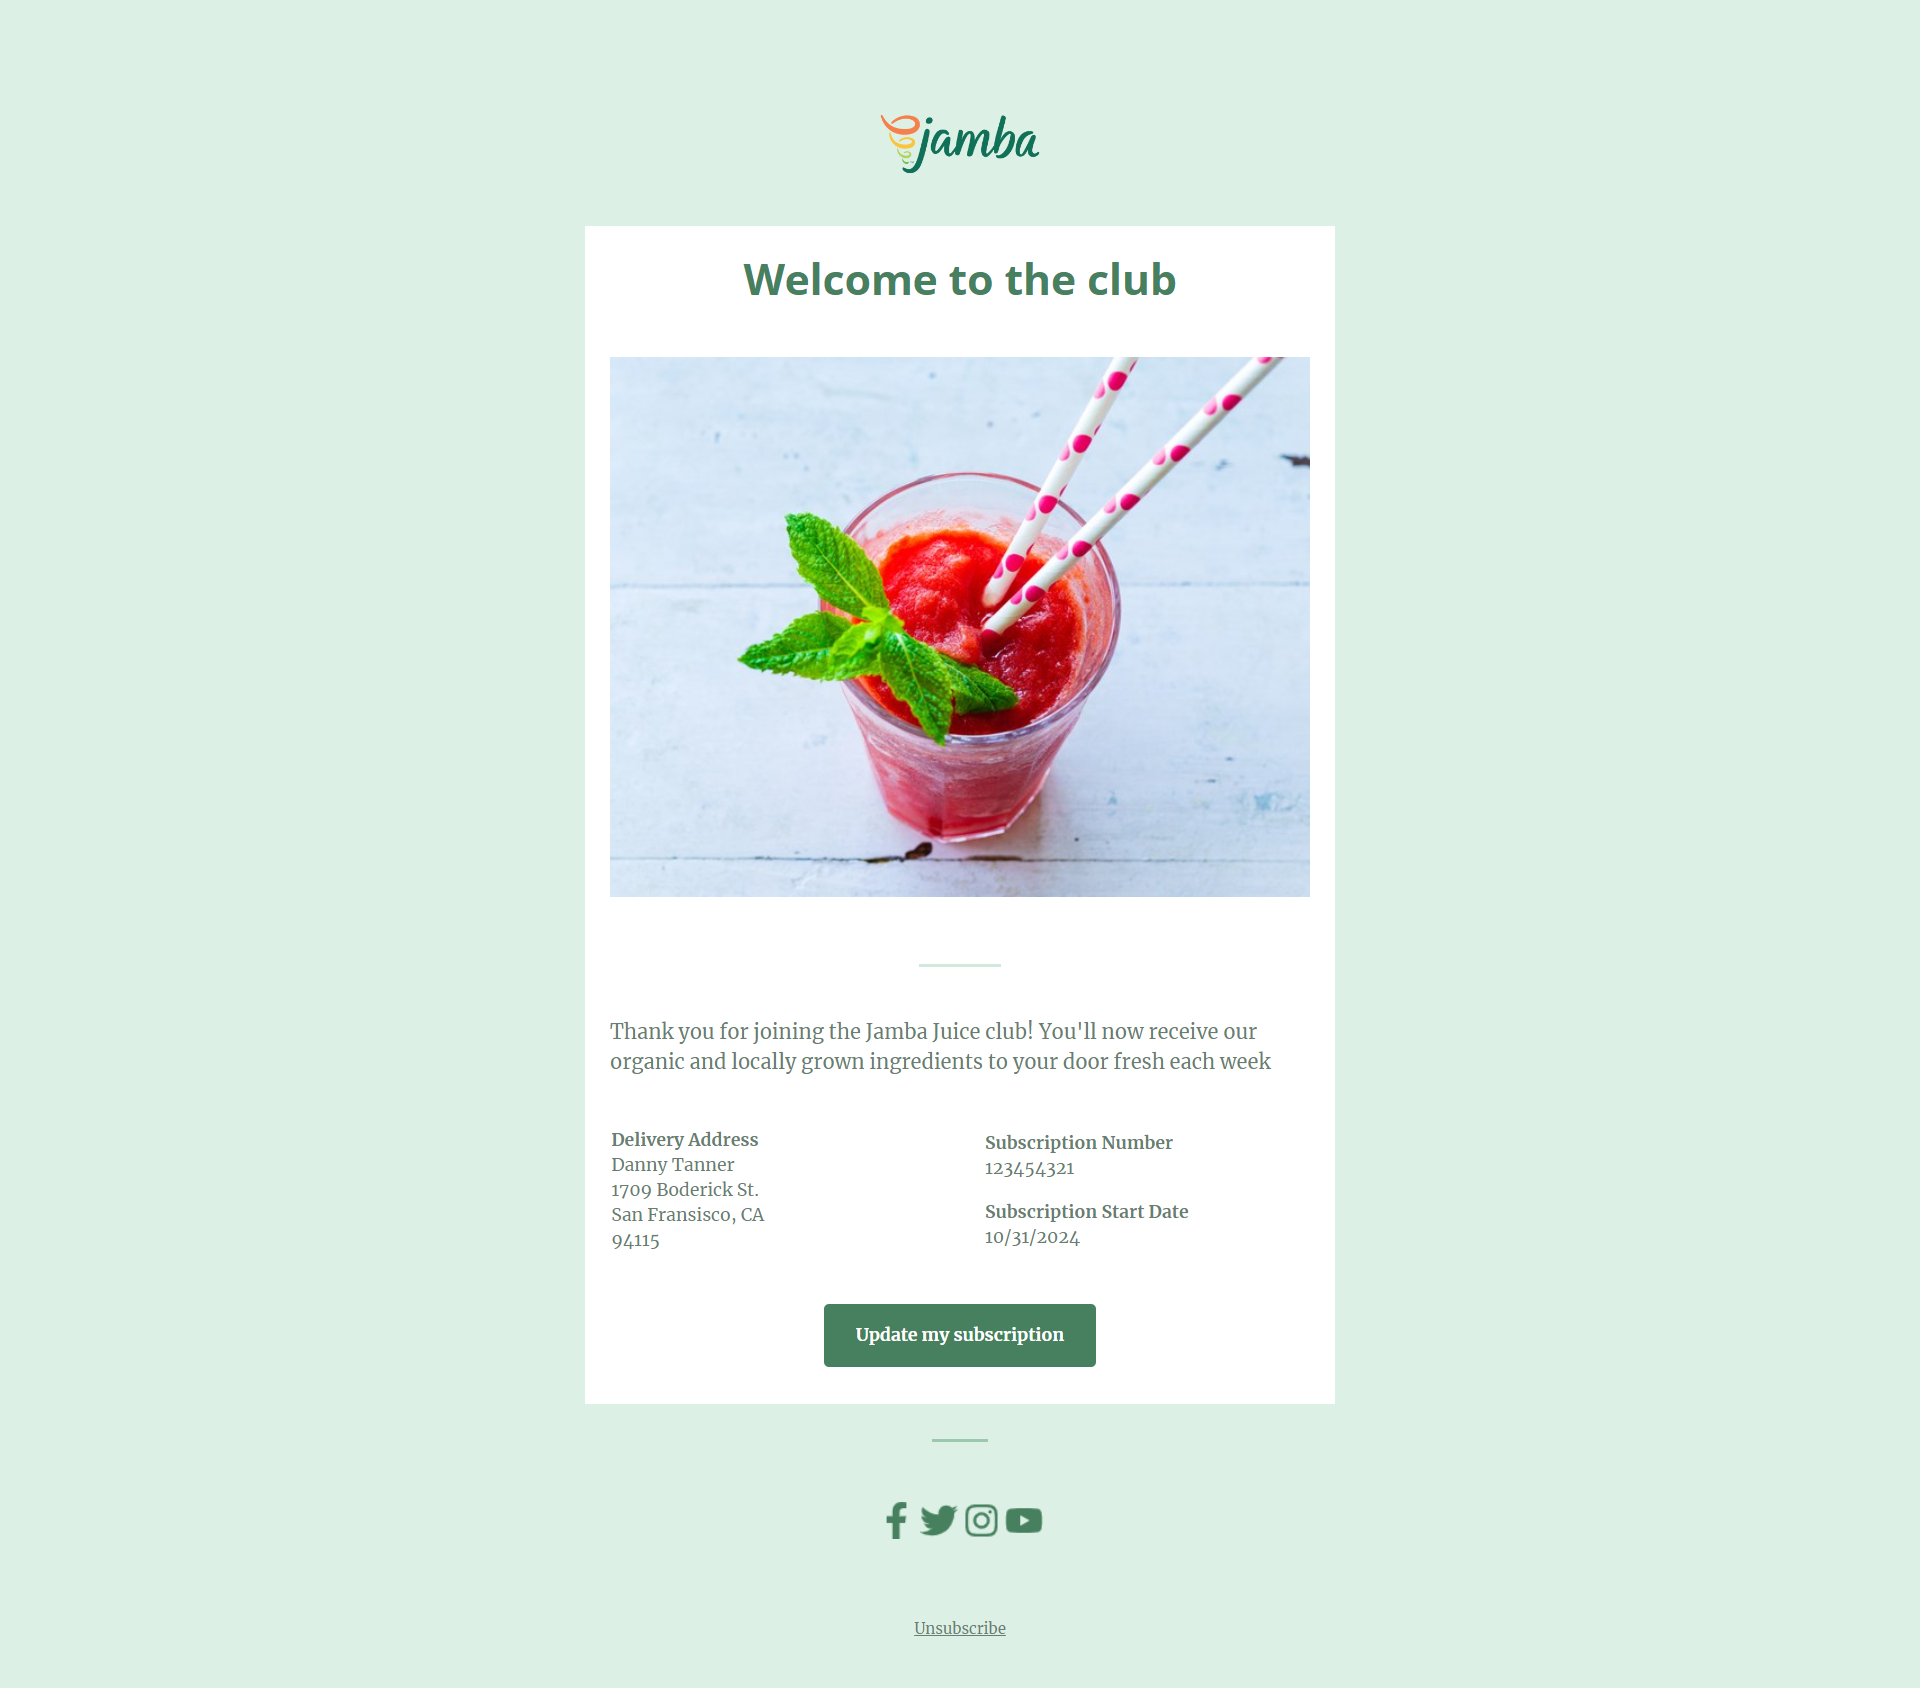 jamba
Welcome to the club
Thank you for joining the Jamba Juice club! You'll now receive our
organic and locally grown ingredients to your door fresh each week
Delivery Address
Danny Tanner
1709 Boderick St.
San Fransisco, CA
94115
Subscription Number
123454321
Subscription Start Date
10/31/2024
Update my subscription
Unsubscribe